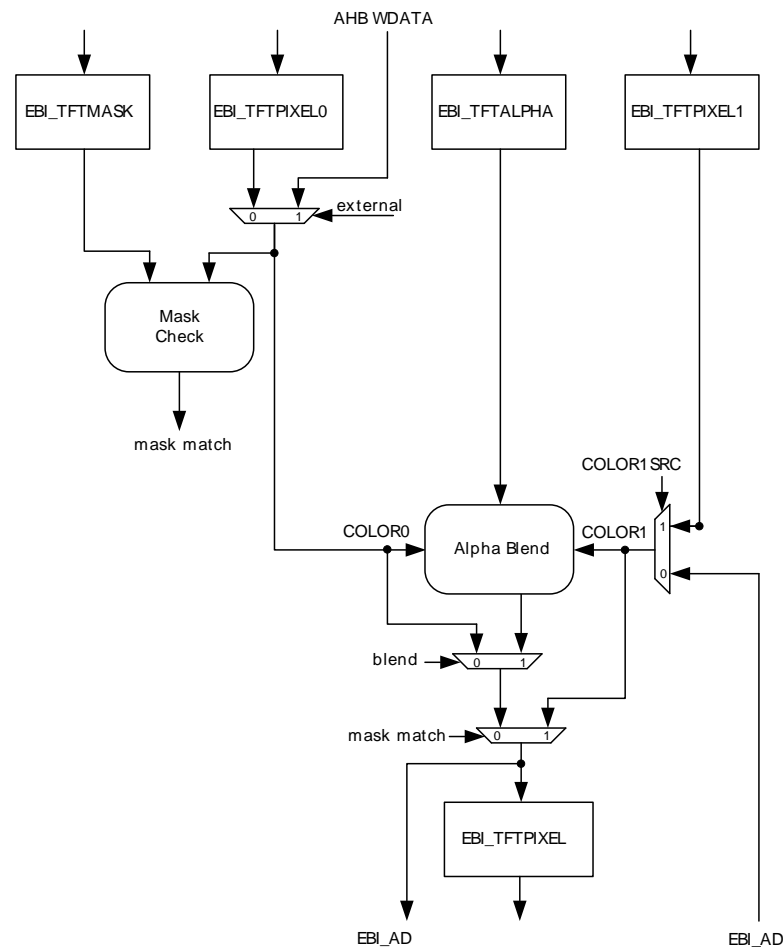 AHB WDATA
EBI_TFTMASK
EBI_TFTPIXEL0
EBI_TFTALPHA
EBI_TFTPIXEL1
0 1
external
Mask
Check
mask match
COLOR1SRC
COLOR0
Alpha Blend
COLOR1
1
0
blend
0 1
mask match
0 1
EBI_TFTPIXEL
EBI_AD
EBI_AD